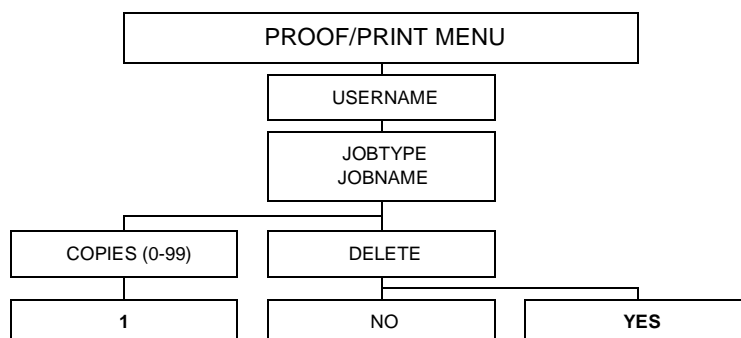 PROOF/PRINT MENU
USERNAME
JOBTYPE
JOBNAME
COPIES (0-99)
DELETE
1
NO
YES